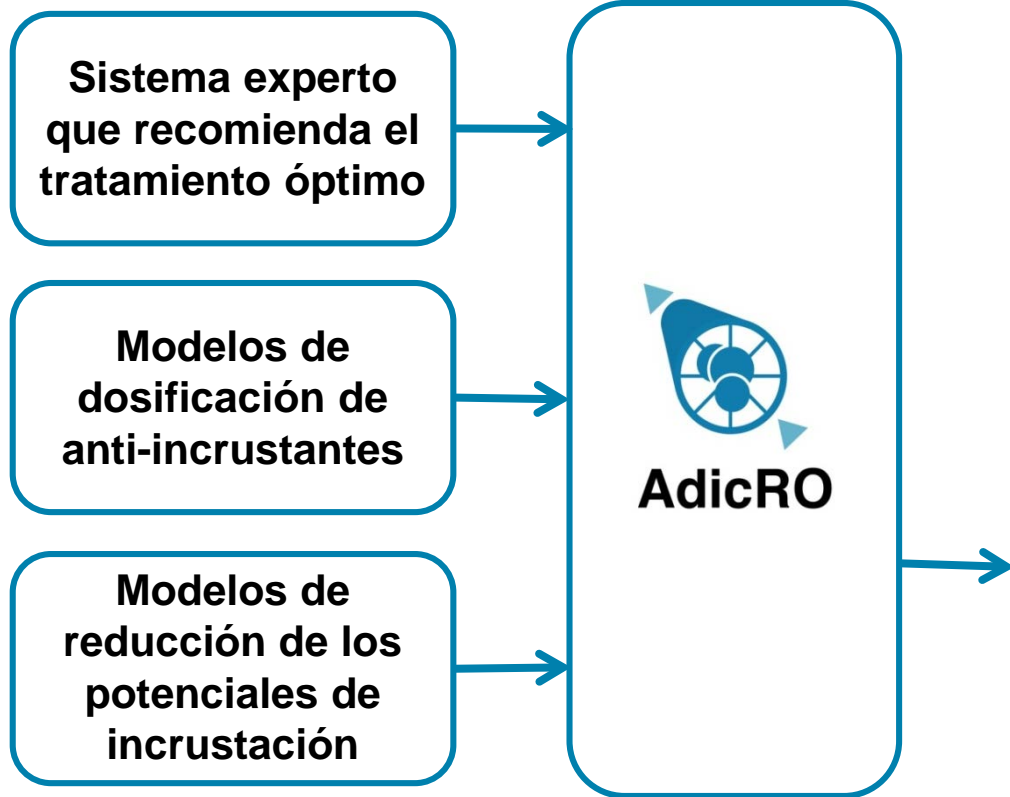 Sistema experto
que recomienda el
tratamiento óptimo
Modelos de
dosificación de
anti-incrustantes
Modelos de
reducción de los
potenciales de
incrustación
AdicRO